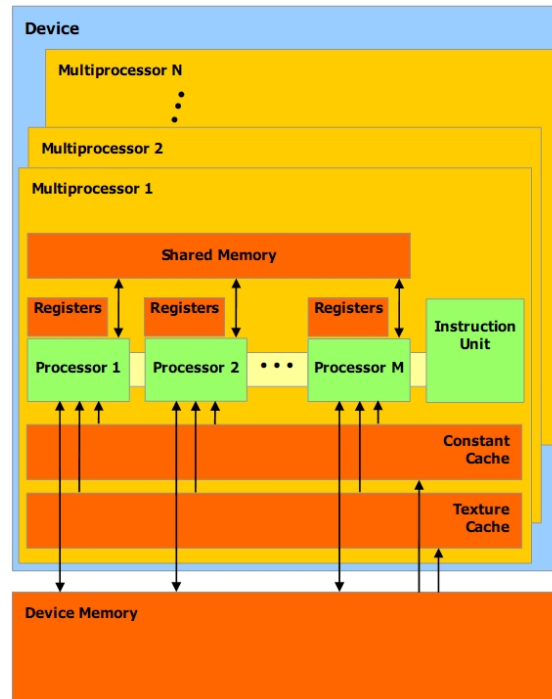 Device
Multiprocessor N
Multiprocessor 2
Multiprocessor 1
Shared Memory
Registers Registers Registers
Instruction
Unit
Processor 1 Processor 2 Processor M
Constant
Cache
Texture
Cache
Device Memory